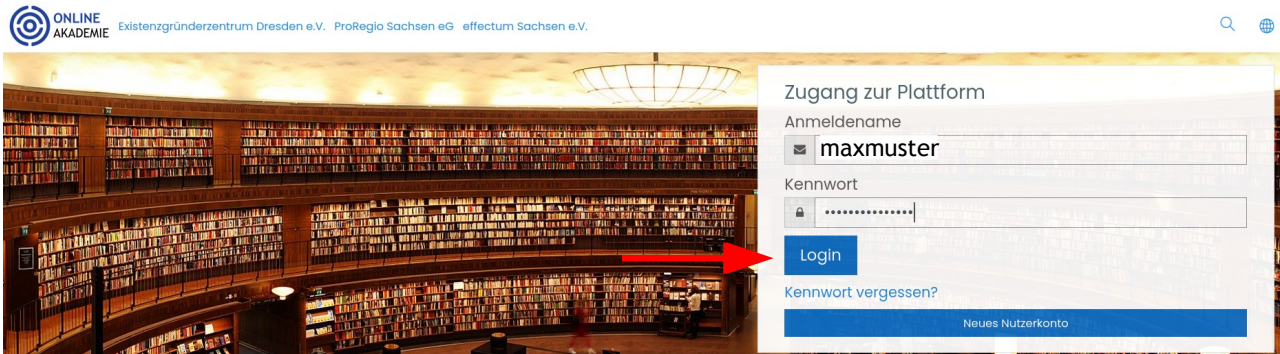 ONLINE
AKADEMIE
Existenzgründerzentrum Dresden e.V. ProRegio Sachsen eG effectum Sachsen e.V.
Zugang zur Plattform
Anmeldename
maxmuster
Kennwort
•••••••••••••••
Login
Kennwort vergessen?
Neues Nutzerkonto